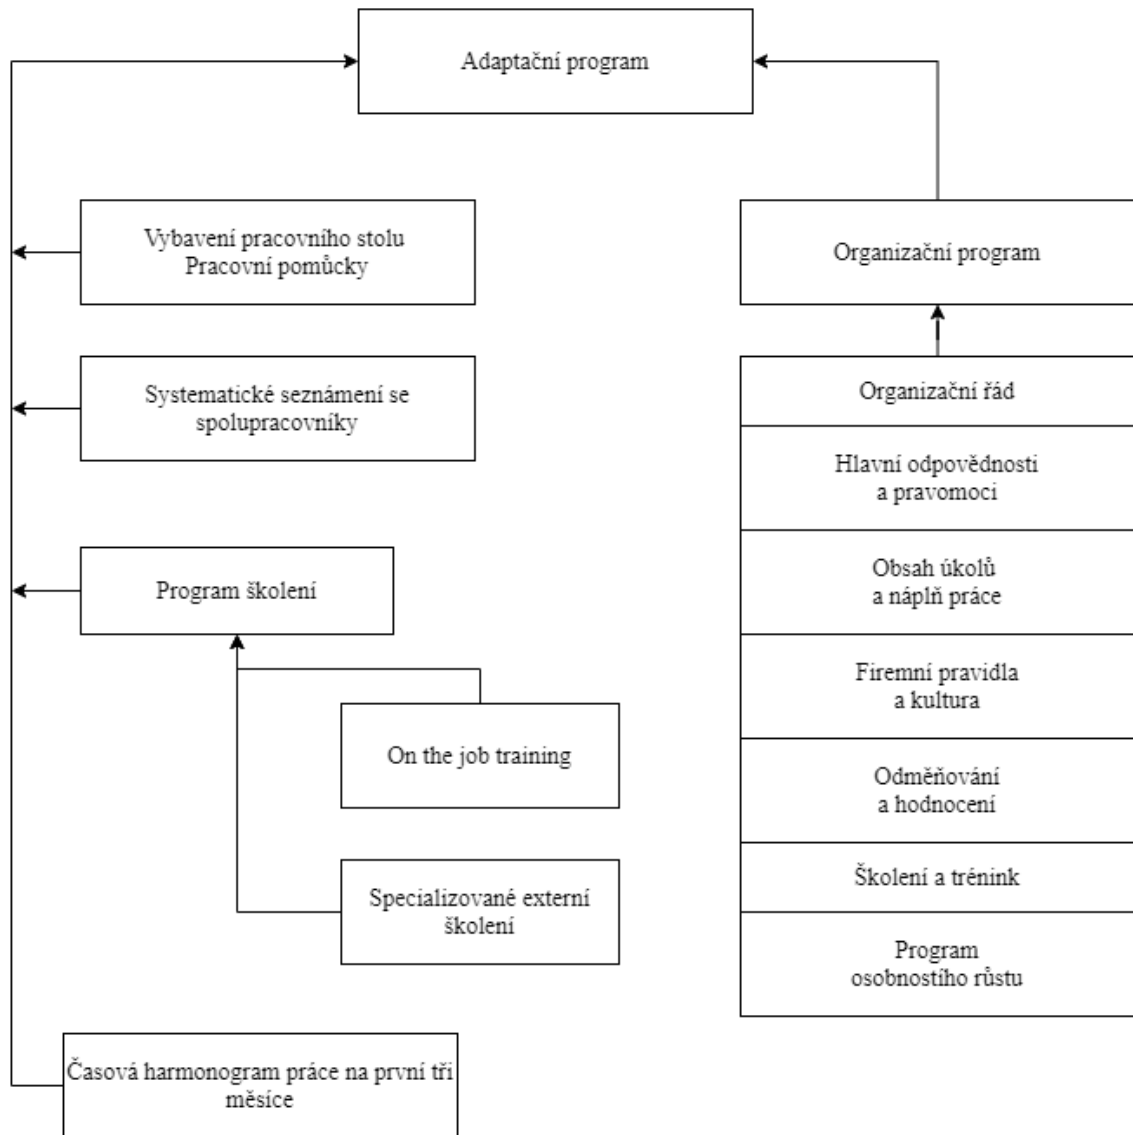 Adaptační program
Vybavení pracovního stolu
Pracovní pomůcky
Systematické seznámení se
spolupracovníky
Program školení
On the job training
Specializované externí
školení
Časová harmonogram práce na první tři
měsíce
Organizační program
Organizační řád
Hlavní odpovědnosti
a pravomoci
Obsah úkolů
a náplň práce
Firemní pravidla
a kultura
Odměňování
a hodnocení
Školení a trénink
Program
osobnostího růstu